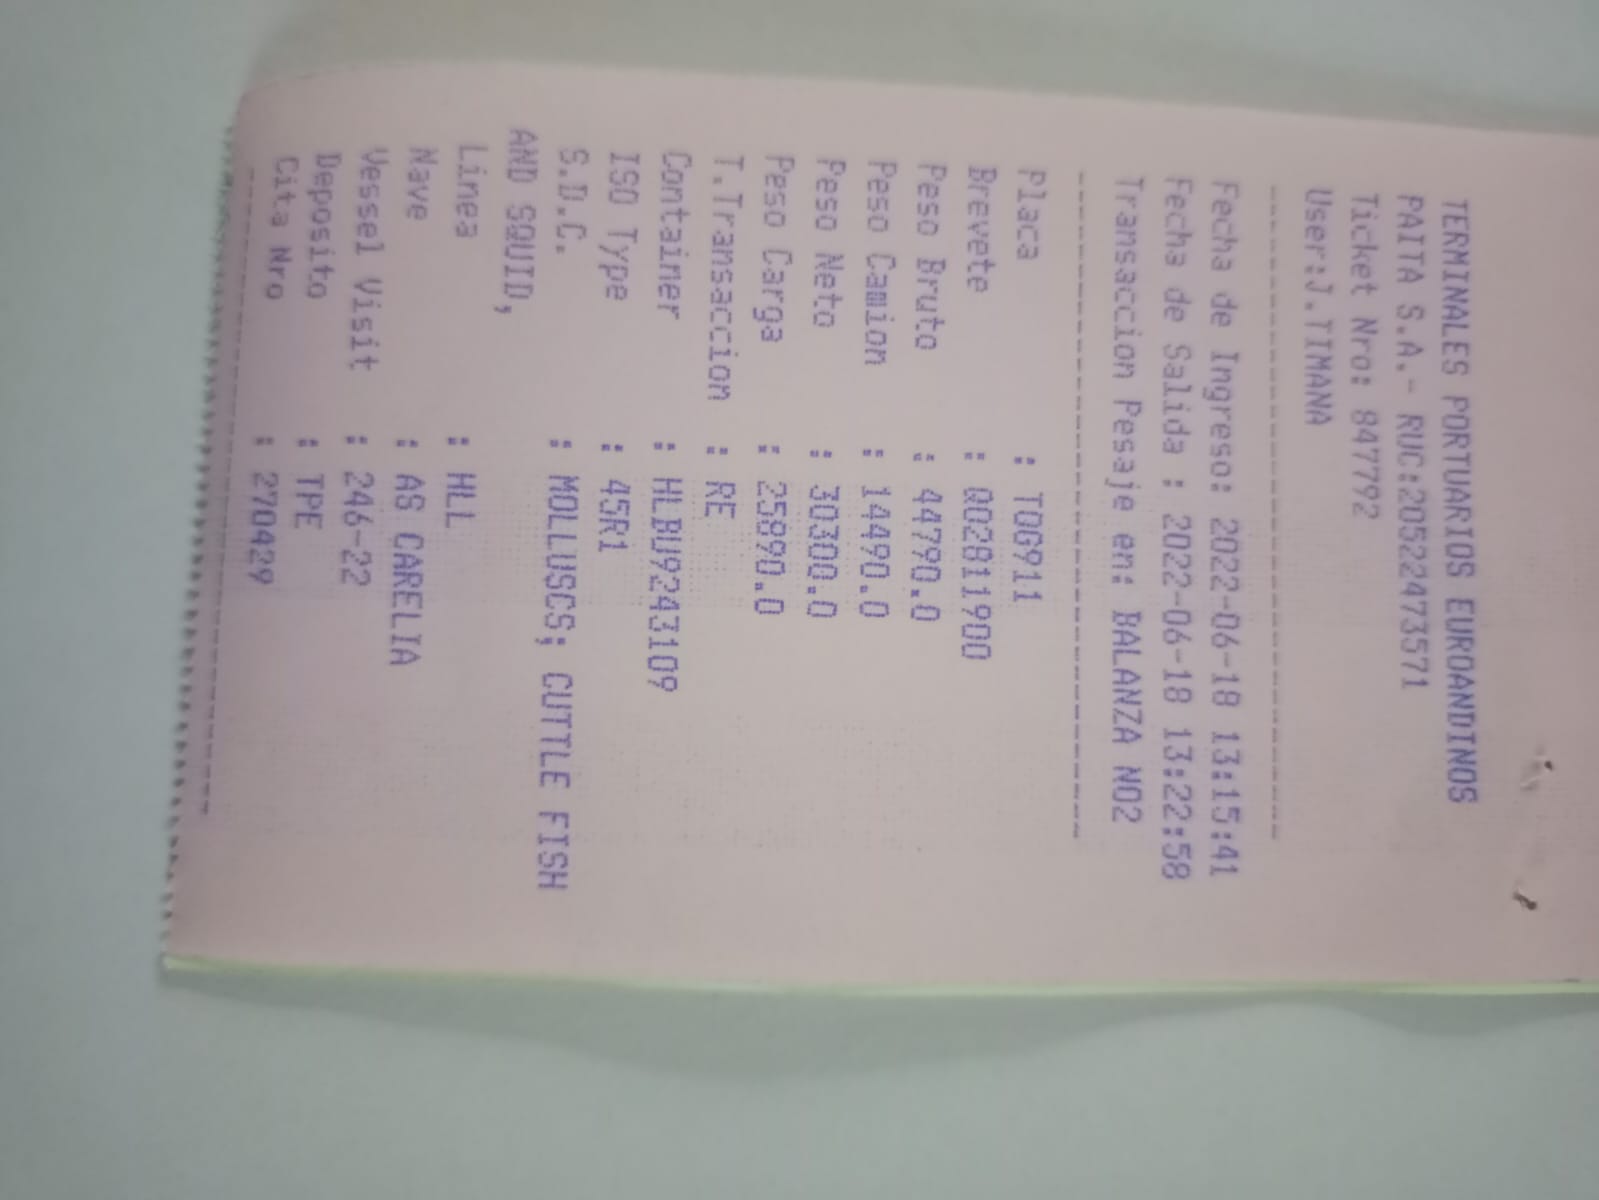 TERMINALES PORTUARIOS EUROANDINOS
PAITA S.A.- RUC:20522473571
Ticket Nro: 847792
User:J.TIMANA
--------------------------------
Fecha de Ingreso: 2022-06-18 13:15:41
Fecha de Salida : 2022-06-18 13:22:58
Transaccion Pesaje en: BALANZA N02
--------------------------------
Placa : TOG911
Brevete : Q02811900
Peso Bruto : 44790.0
Peso Camion : 14490.0
Peso Neto : 30300.0
Peso Carga : 25890.0
T.Transaccion : RE
Container : HLBU9243109
ISO Type : 45R1
S.D.C. : MOLLUSCS; CUTTLE FISH
AND SQUID,
Linea : HLL
Nave : AS CARELIA
Vessel Visit : 246-22
Deposito : TPE
Cita Nro : 270429
--------------------------------